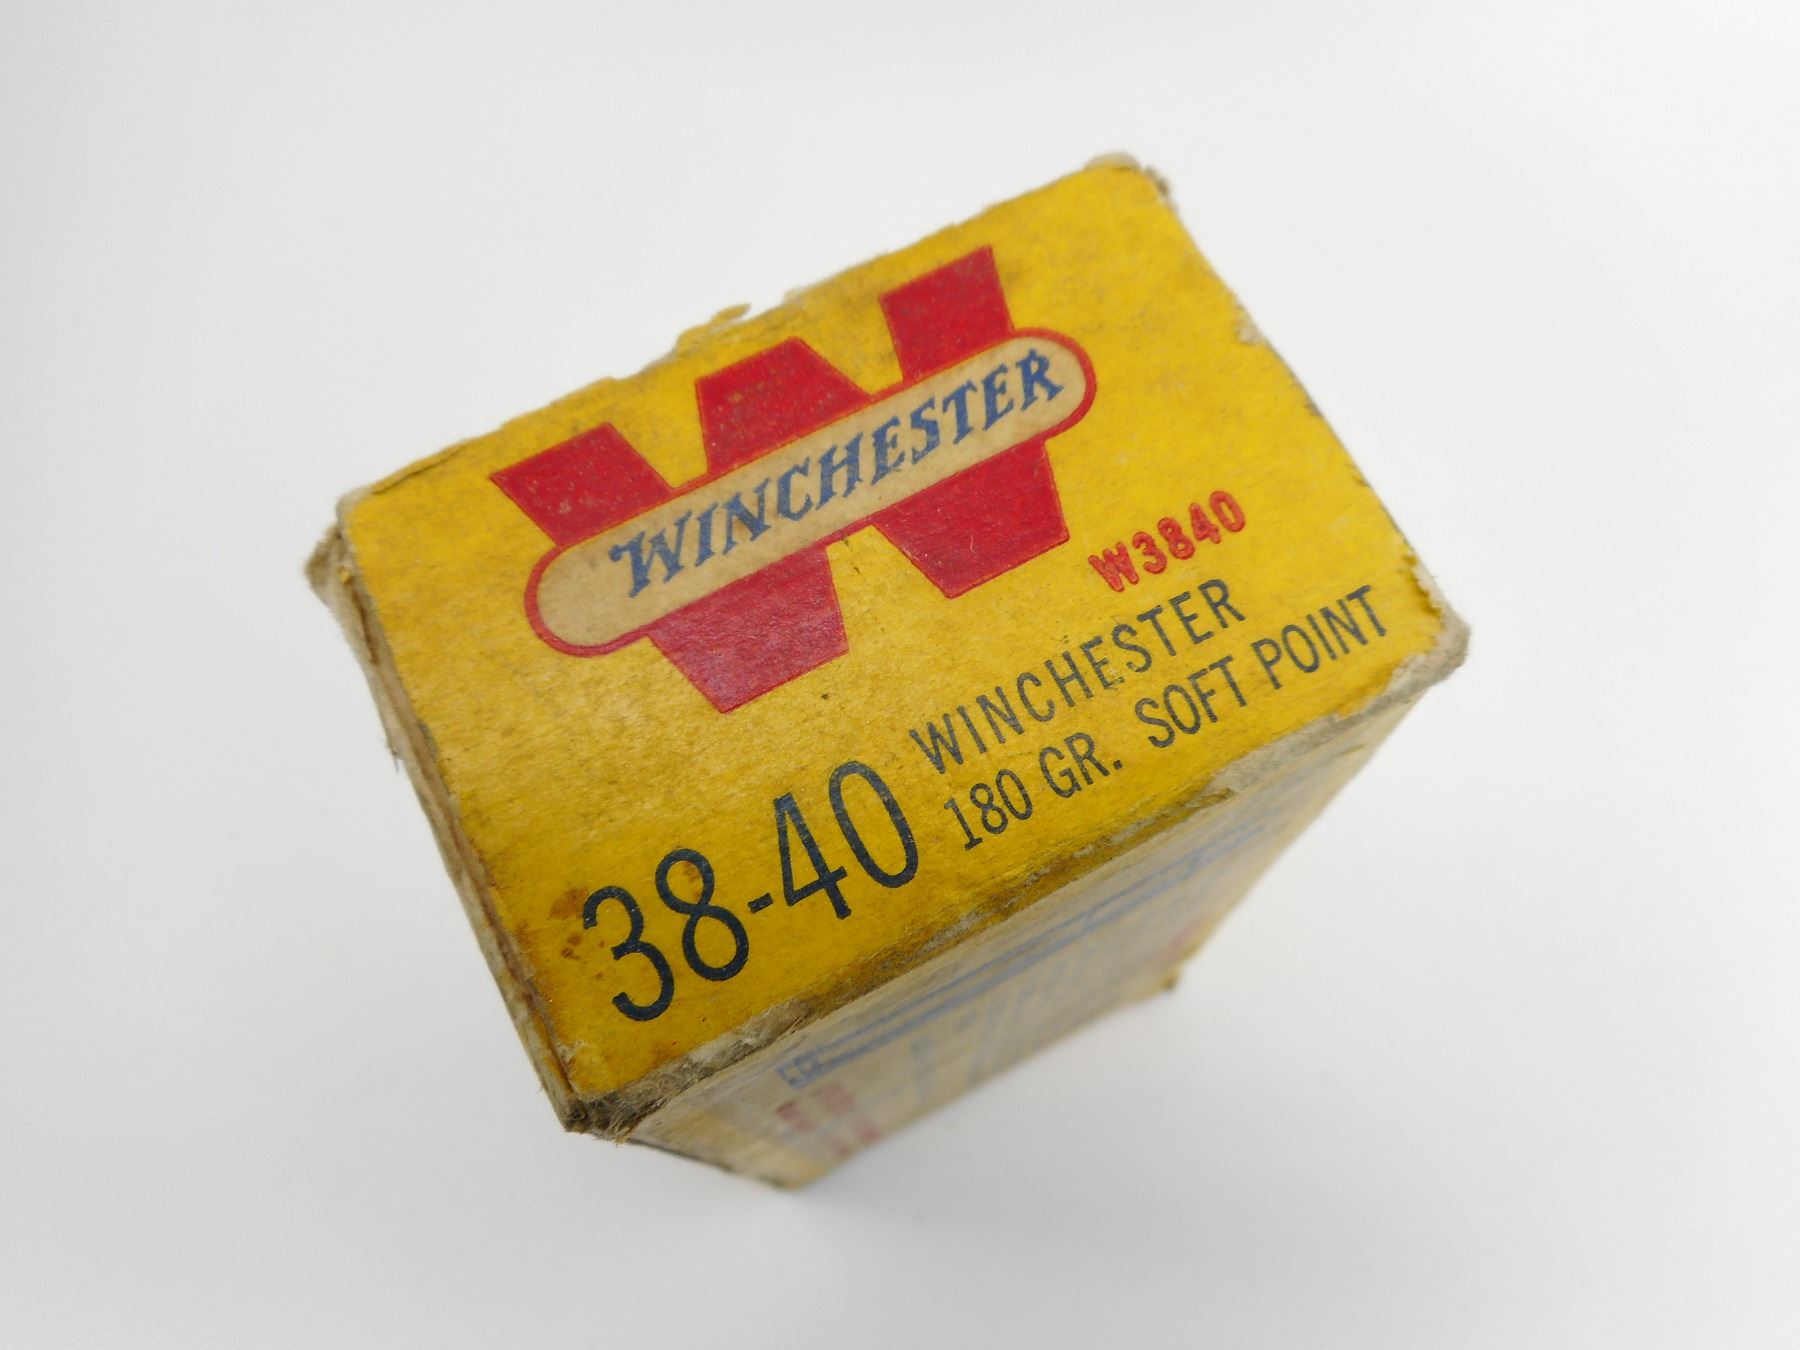 WINCHESTER
W3840
38-40 WINCHESTER
180 GR. SOFT POINT